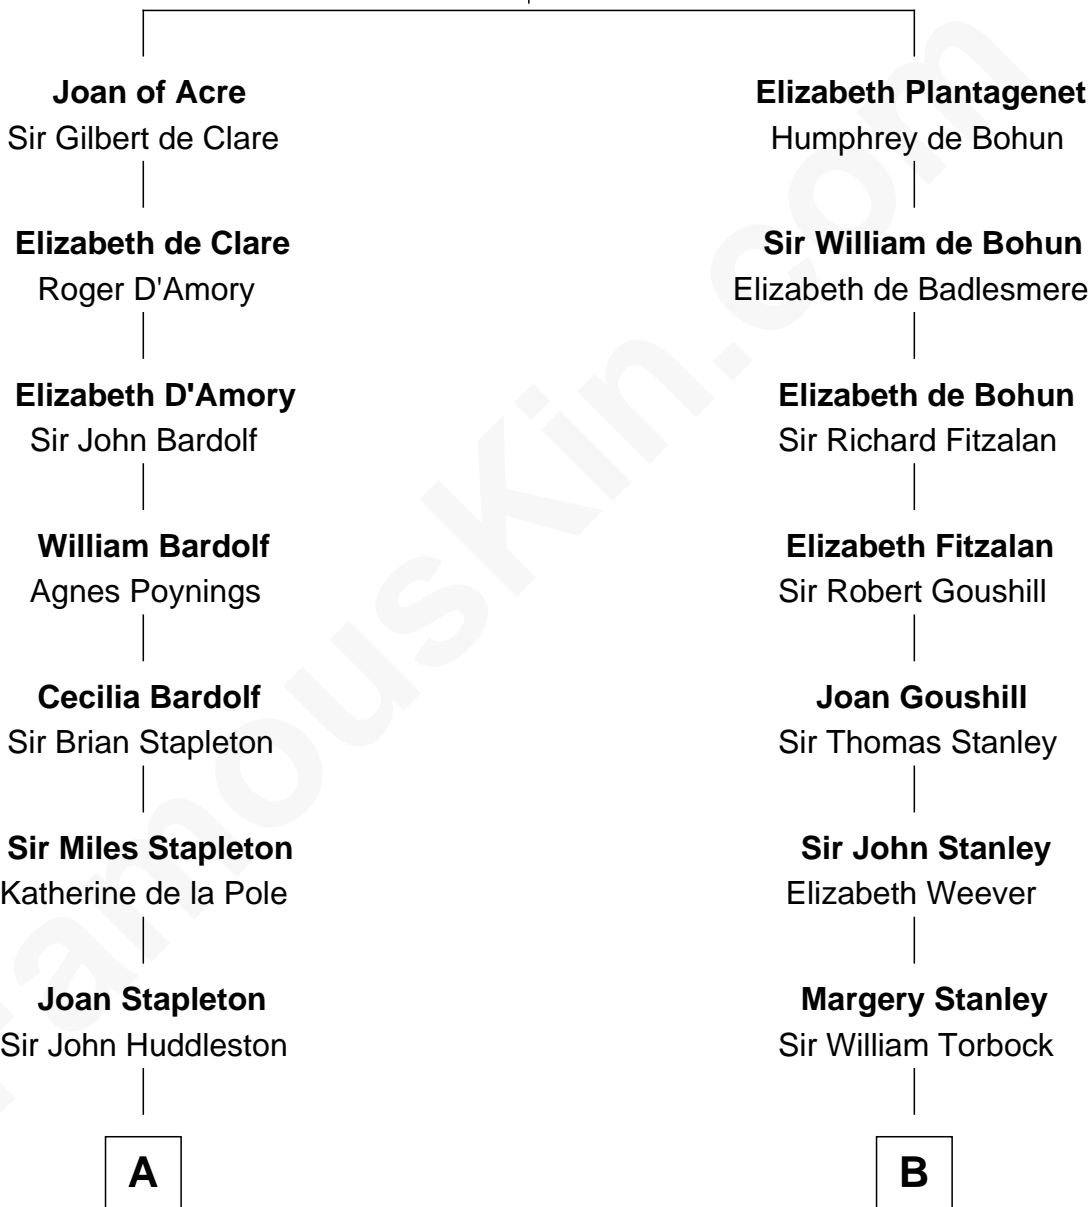 Joan of Acre
Sir Gilbert de Clare
Elizabeth de Clare
Roger D'Amory
Elizabeth D'Amory
Sir John Bardolf
William Bardolf
Agnes Poynings
Cecilia Bardolf
Sir Brian Stapleton
Sir Miles Stapleton
Katherine de la Pole
Joan Stapleton
Sir John Huddleston
A
Elizabeth Plantagenet
Humphrey de Bohun
Sir William de Bohun
Elizabeth de Badlesmere
Elizabeth de Bohun
Sir Richard Fitzalan
Elizabeth Fitzalan
Sir Robert Goushill
Joan Goushill
Sir Thomas Stanley
Sir John Stanley
Elizabeth Weever
Margery Stanley
Sir William Torbock
B
FamousKin.com